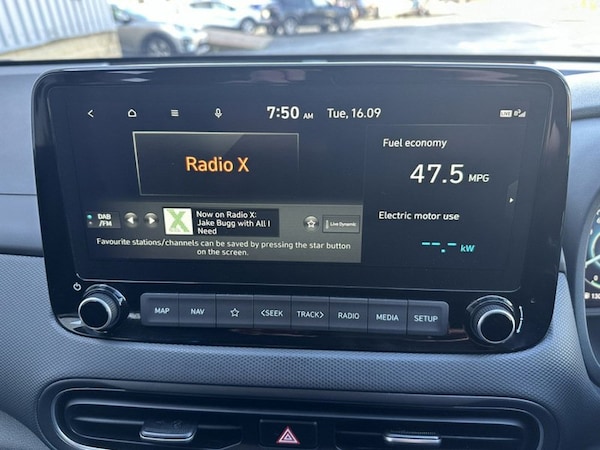 7:50 AM Tue, 16.09
LIVE
Radio X
Fuel economy
47.5 MPG
Electric motor use
--.- kW
DAB
/FM
X
Now on Radio X:
Jake Bugg with All I
Need
Live Dynamic
Favourite stations/channels can be saved by pressing the star button
on the screen.
MAP NAV <SEEK TRACK> RADIO MEDIA SETUP
130